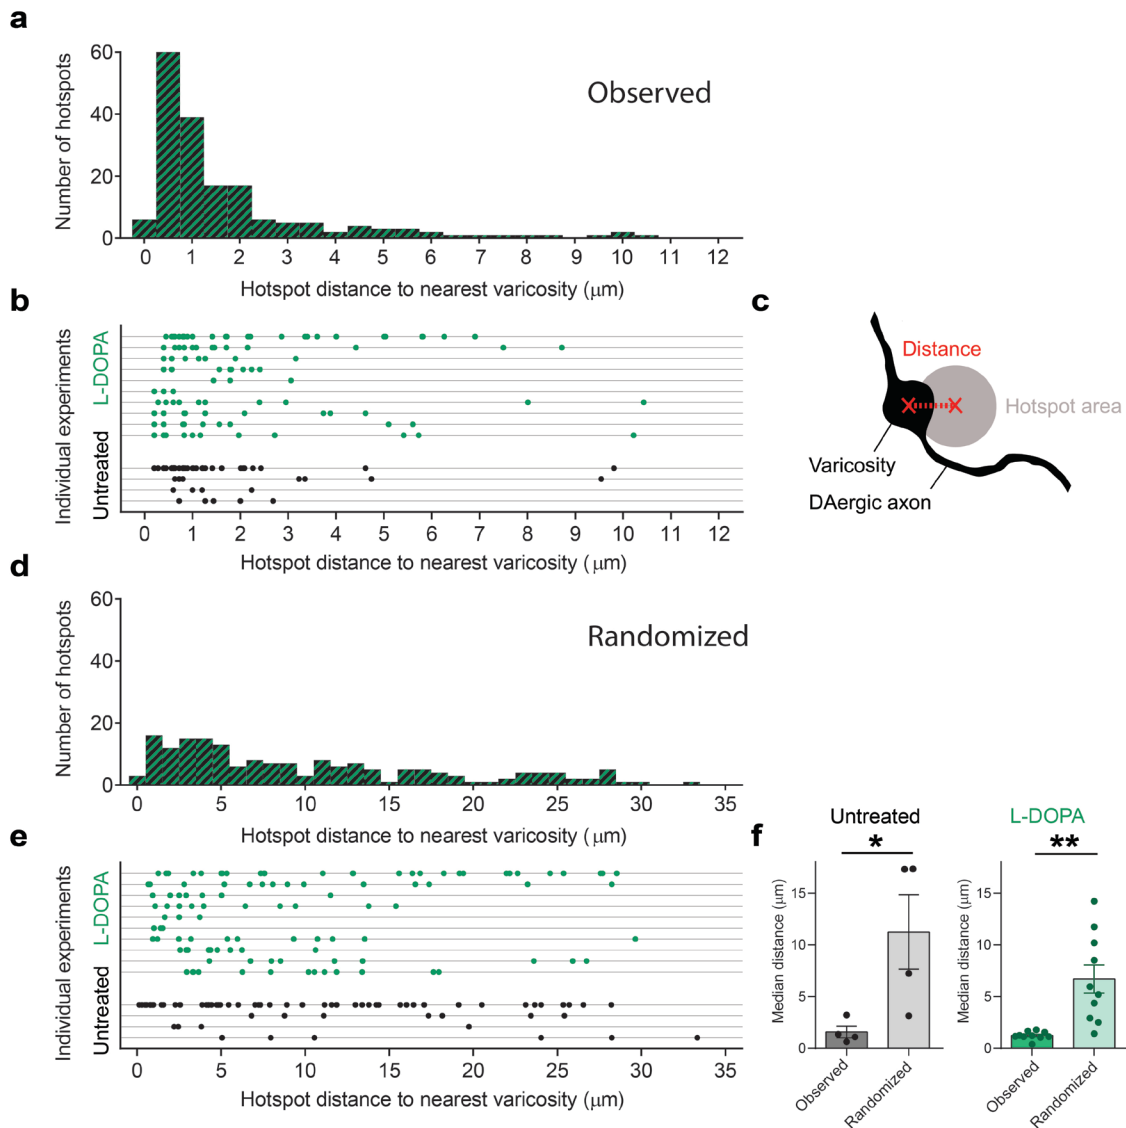 a
60
40
20
0
Number of hotspots
Observed
0 1 2 3 4 5 6 7 8 9 10 11 12
Hotspot distance to nearest varicosity (μm)
b
Individual experiments
L-DOPA
Untreated
0 1 2 3 4 5 6 7 8 9 10 11 12
Hotspot distance to nearest varicosity (μm)
c
Distance
Hotspot area
Varicosity
DAergic axon
d
60
40
20
0
Number of hotspots
Randomized
0 5 10 15 20 25 30 35
Hotspot distance to nearest varicosity (μm)
e
Individual experiments
L-DOPA
Untreated
0 5 10 15 20 25 30 35
Hotspot distance to nearest varicosity (μm)
f
Untreated
*
15
10
5
0
Median distance (μm)
Observed
Randomized
L-DOPA
**
15
10
5
0
Median distance (μm)
Observed
Randomized